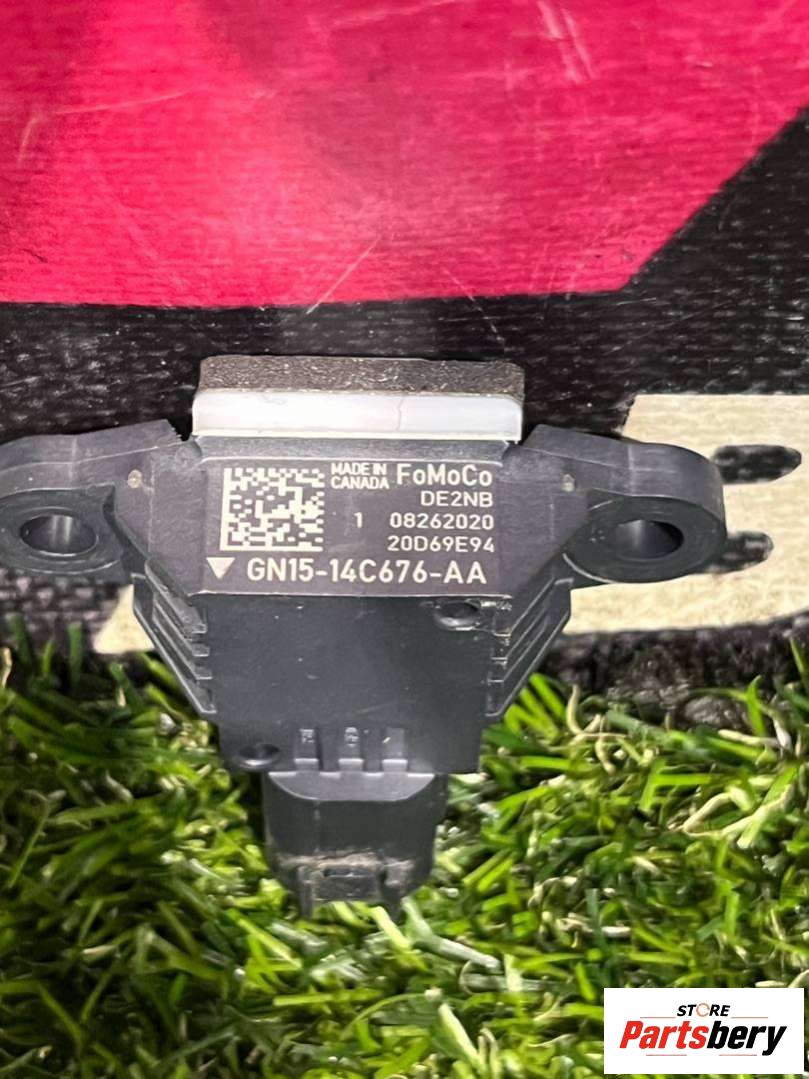 MADE IN
CANADA
FoMoCo
DE2NB
1 08262020
20D69E94
GN15-14C676-AA
STORE
Partsbery